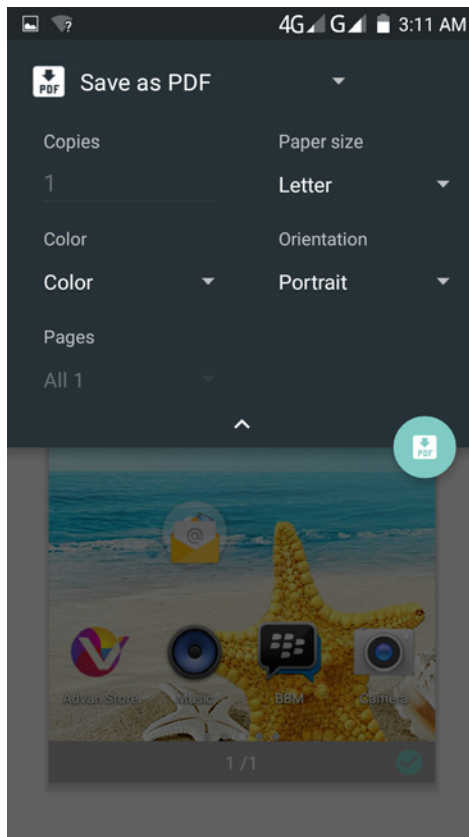 4G G 3:11 AM
PDF Save as PDF
Copies Paper size
1 Letter
Color Orientation
Color Portrait
Pages
All 1
PDF
@
Advan Store Music BBM Camera
1 /1